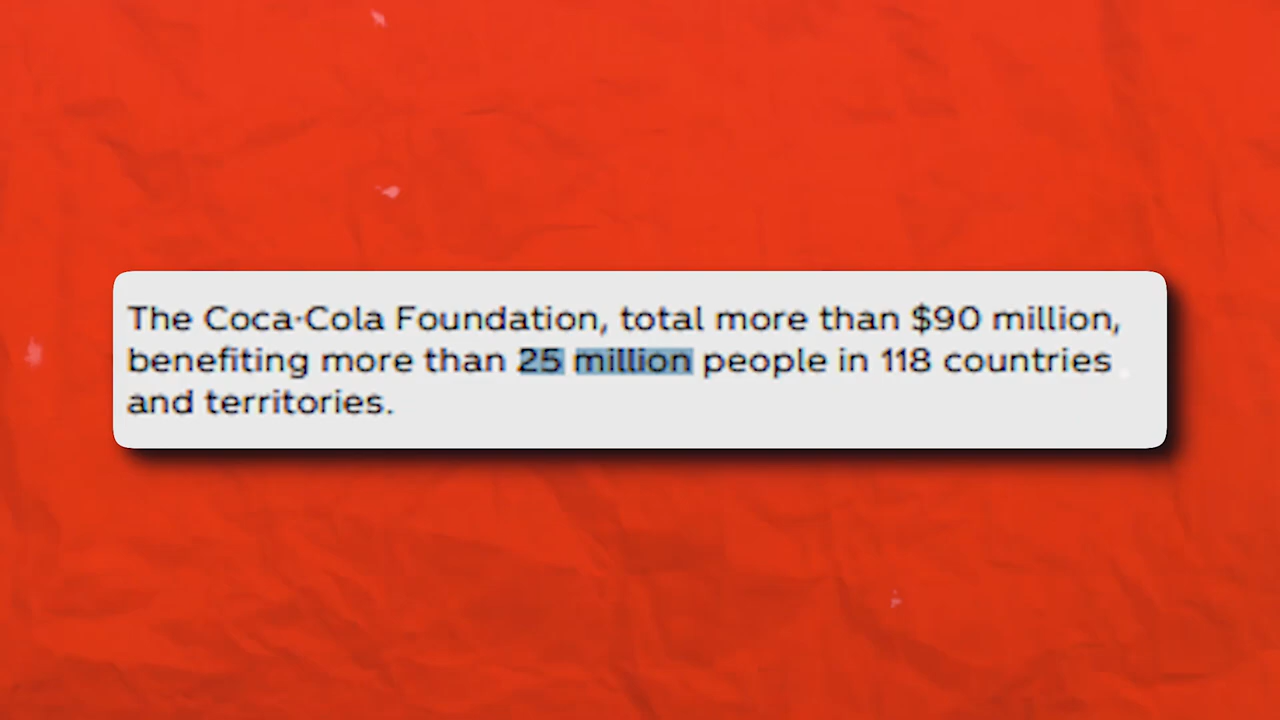 The Coca-Cola Foundation, total more than $90 million,
benefiting more than 25 million people in 118 countries
and territories.